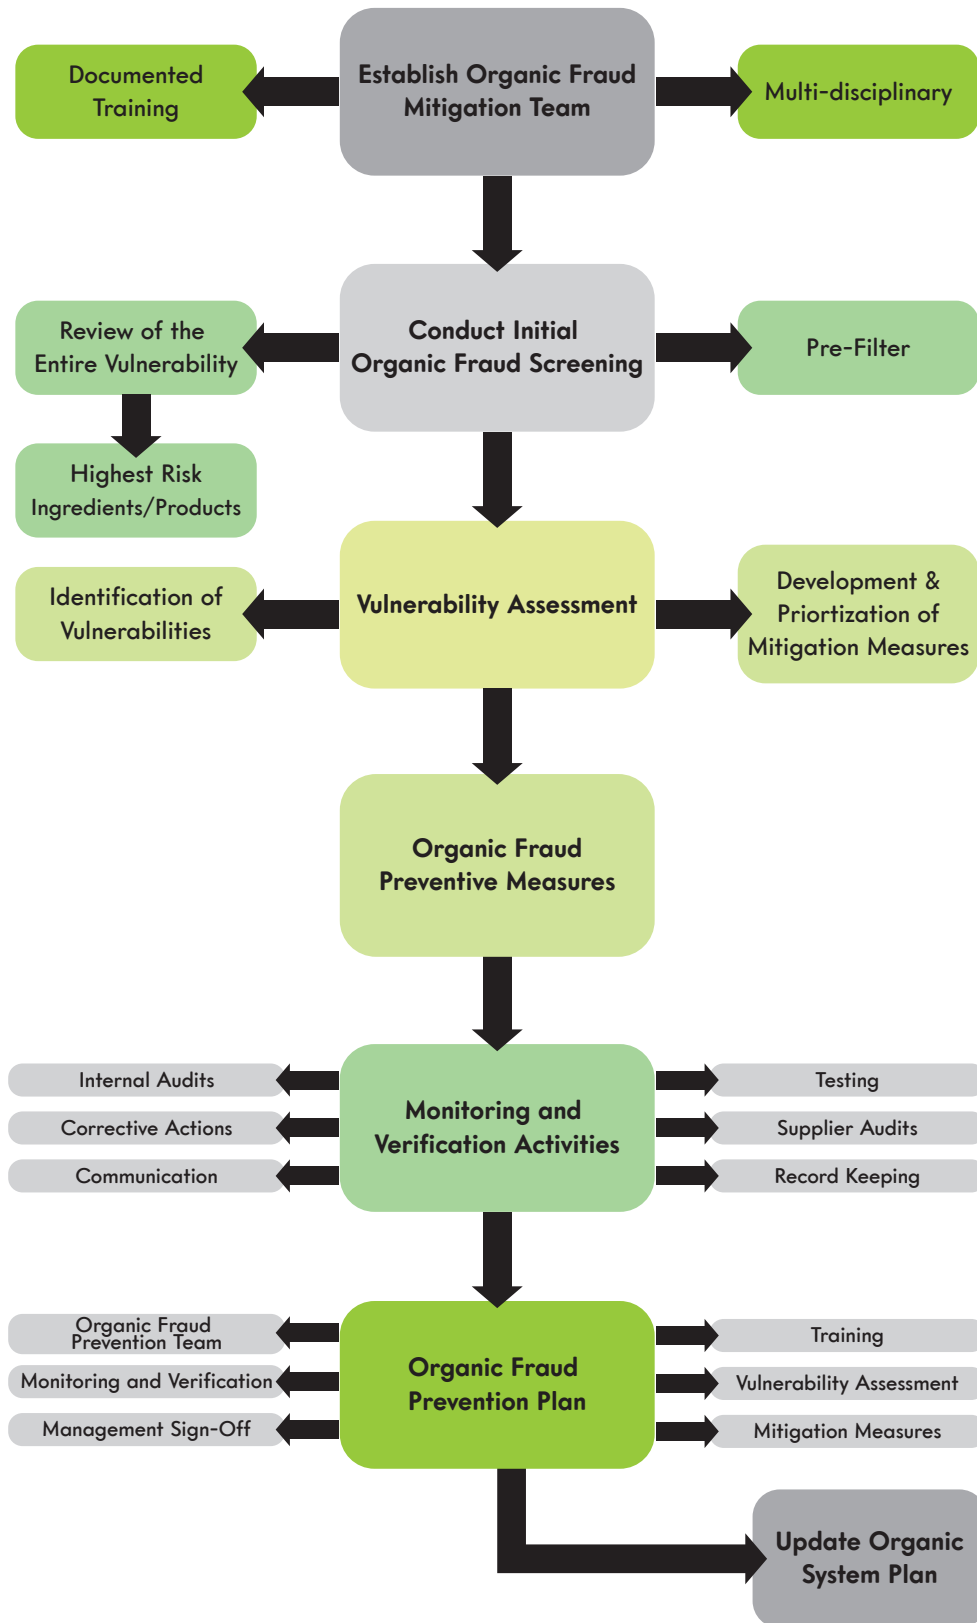 Documented
Training
Establish Organic Fraud
Mitigation Team
Multi-disciplinary
Review of the
Entire Vulnerability
Conduct Initial
Organic Fraud Screening
Pre-Filter
Highest Risk
Ingredients/Products
Identification of
Vulnerabilities
Vulnerability Assessment
Development &
Priortization of
Mitigation Measures
Organic Fraud
Preventive Measures
Internal Audits
Corrective Actions
Communication
Monitoring and
Verification Activities
Testing
Supplier Audits
Record Keeping
Organic Fraud
Prevention Team
Monitoring and Verification
Management Sign-Off
Organic Fraud
Prevention Plan
Training
Vulnerability Assessment
Mitigation Measures
Update Organic
System Plan